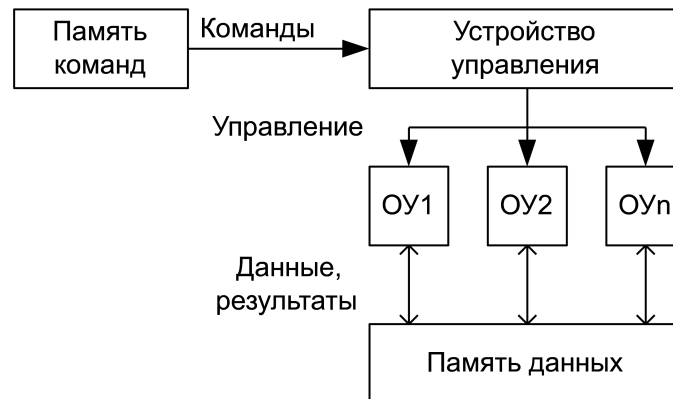 Память
команд
Команды
Устройство
управления
Управление
ОУ1
ОУ2
ОУn
Данные,
результаты
Память данных